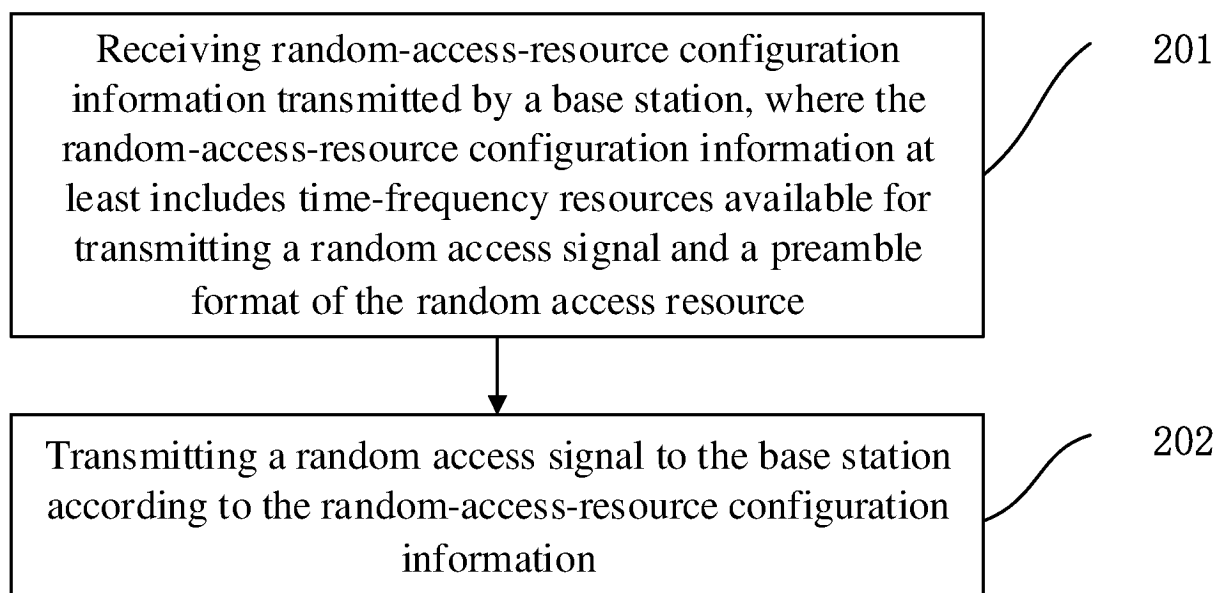 Receiving random-access-resource configuration
information transmitted by a base station, where the
random-access-resource configuration information at
least includes time-frequency resources available for
transmitting a random access signal and a preamble
format of the random access resource
201
Transmitting a random access signal to the base station
according to the random-access-resource configuration
information
202